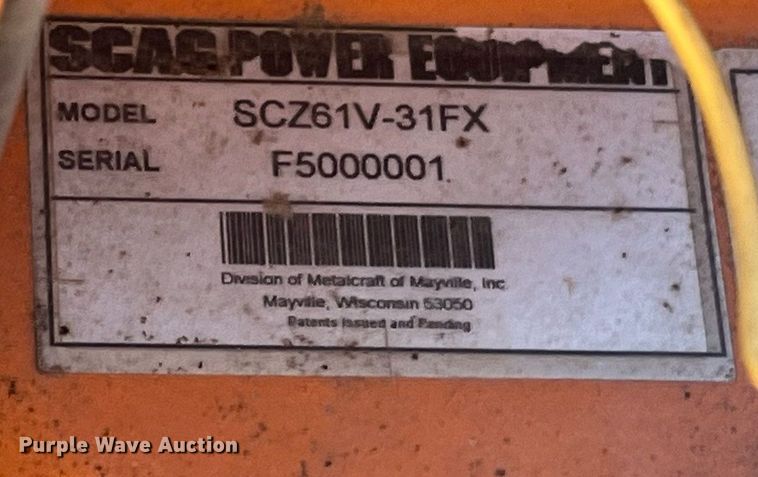 SCAG POWER EQUIPMENT
MODEL SCZ61V-31FX
SERIAL F5000001
Division of Metalcraft of Mayville, Inc
Mayville, Wisconsin 53050
Patents Issued and Pending
Purple Wave Auction